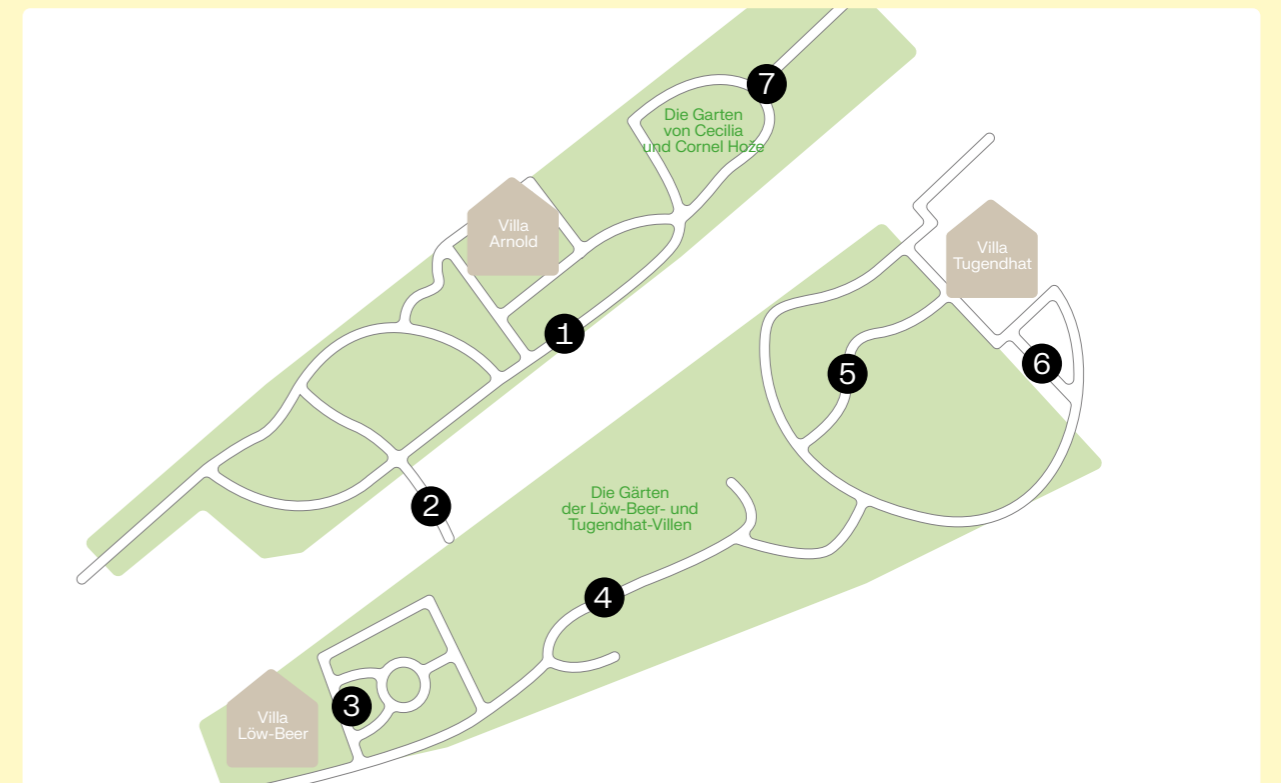 7
Die Garten
von Cecilia
und Cornel Hože
Villa
Arnold
Villa
Tugendhat
1
6
5
2
Die Gärten
der Löw-Beer- und
Tugendhat-Villen
4
3
Villa
Löw-Beer